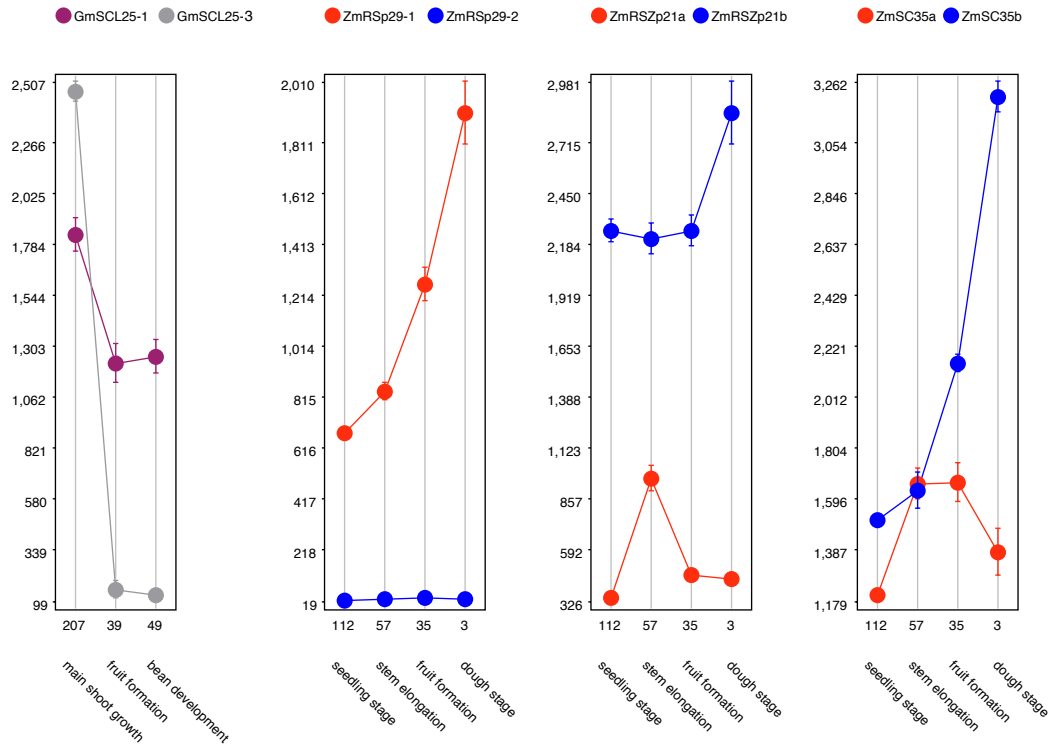 GmSCL25-1 GmSCL25-3
2,507
2,266
2,025
1,784
1,544
1,303
1,062
821
580
339
99
207 39 49
main shoot growth
fruit formation
bean development
ZmRSp29-1 ZmRSp29-2
2,010
1,811
1,612
1,413
1,214
1,014
815
616
417
218
19
112 57 35 3
seedling stage
stem elongation
fruit formation
dough stage
ZmRSZp21a ZmRSZp21b
2,981
2,715
2,450
2,184
1,919
1,653
1,388
1,123
857
592
326
112 57 35 3
seedling stage
stem elongation
fruit formation
dough stage
ZmSC35a ZmSC35b
3,262
3,054
2,846
2,637
2,429
2,221
2,012
1,804
1,596
1,387
1,179
112 57 35 3
seedling stage
stem elongation
fruit formation
dough stage